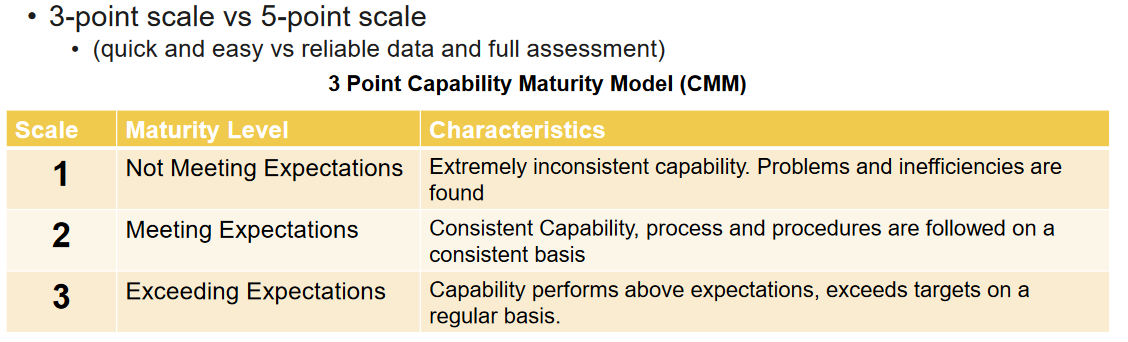 • 3-point scale vs 5-point scale
• (quick and easy vs reliable data and full assessment)
3 Point Capability Maturity Model (CMM)
Scale Maturity Level Characteristics
1 Not Meeting Expectations Extremely inconsistent capability. Problems and inefficiencies are
found
2 Meeting Expectations Consistent Capability, process and procedures are followed on a
consistent basis
3 Exceeding Expectations Capability performs above expectations, exceeds targets on a
regular basis.